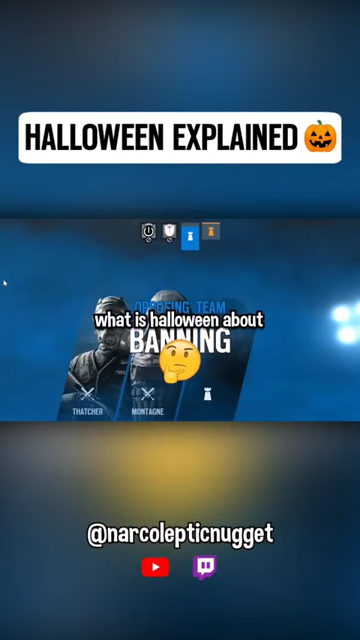 HALLOWEEN EXPLAINED
OPPOSING TEAM
what is halloween about
BANNING
THATCHER
MONTAGNE
@narcolepticnugget